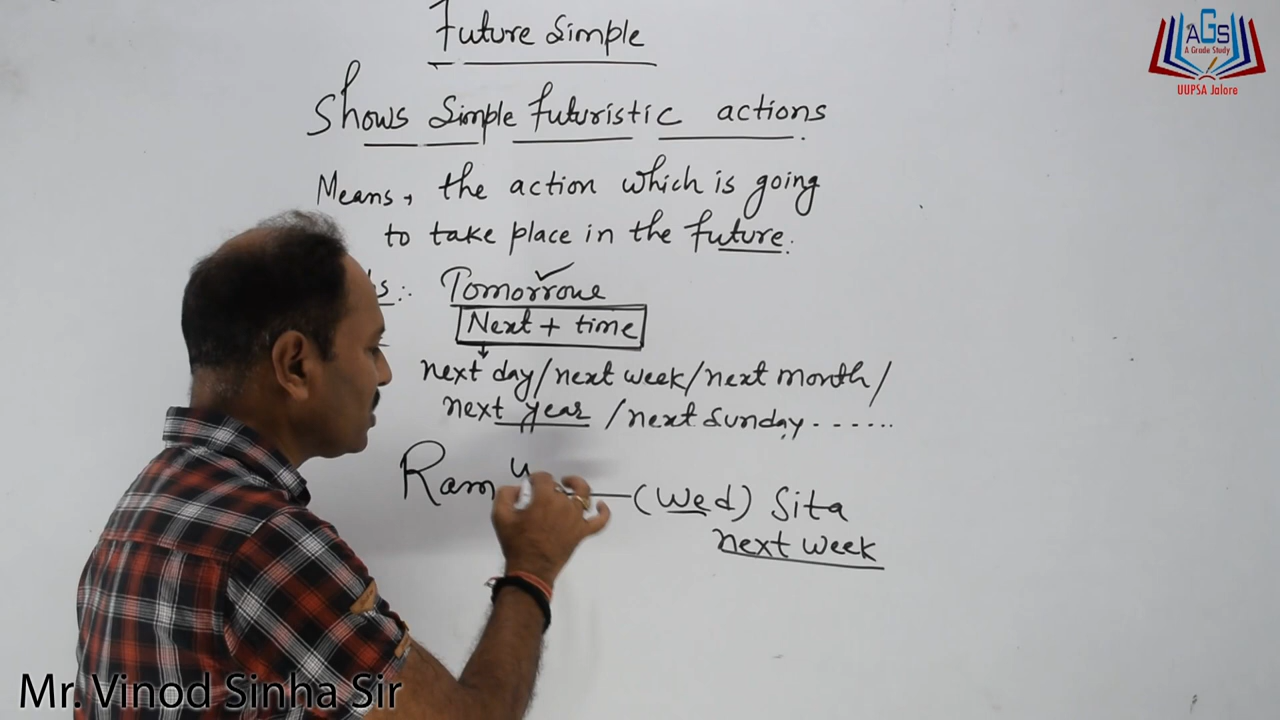 Future Simple
Shows Simple futuristic actions
Means, the action which is going
to take place in the future.
Tomorrow
Next + time
next day/next week/next month/
next year /next Sunday - - - - - -
Ram (wed) Sita
next week
AGS
A Grade Study
UUPSA Jalore
Mr. Vinod Sinha Sir